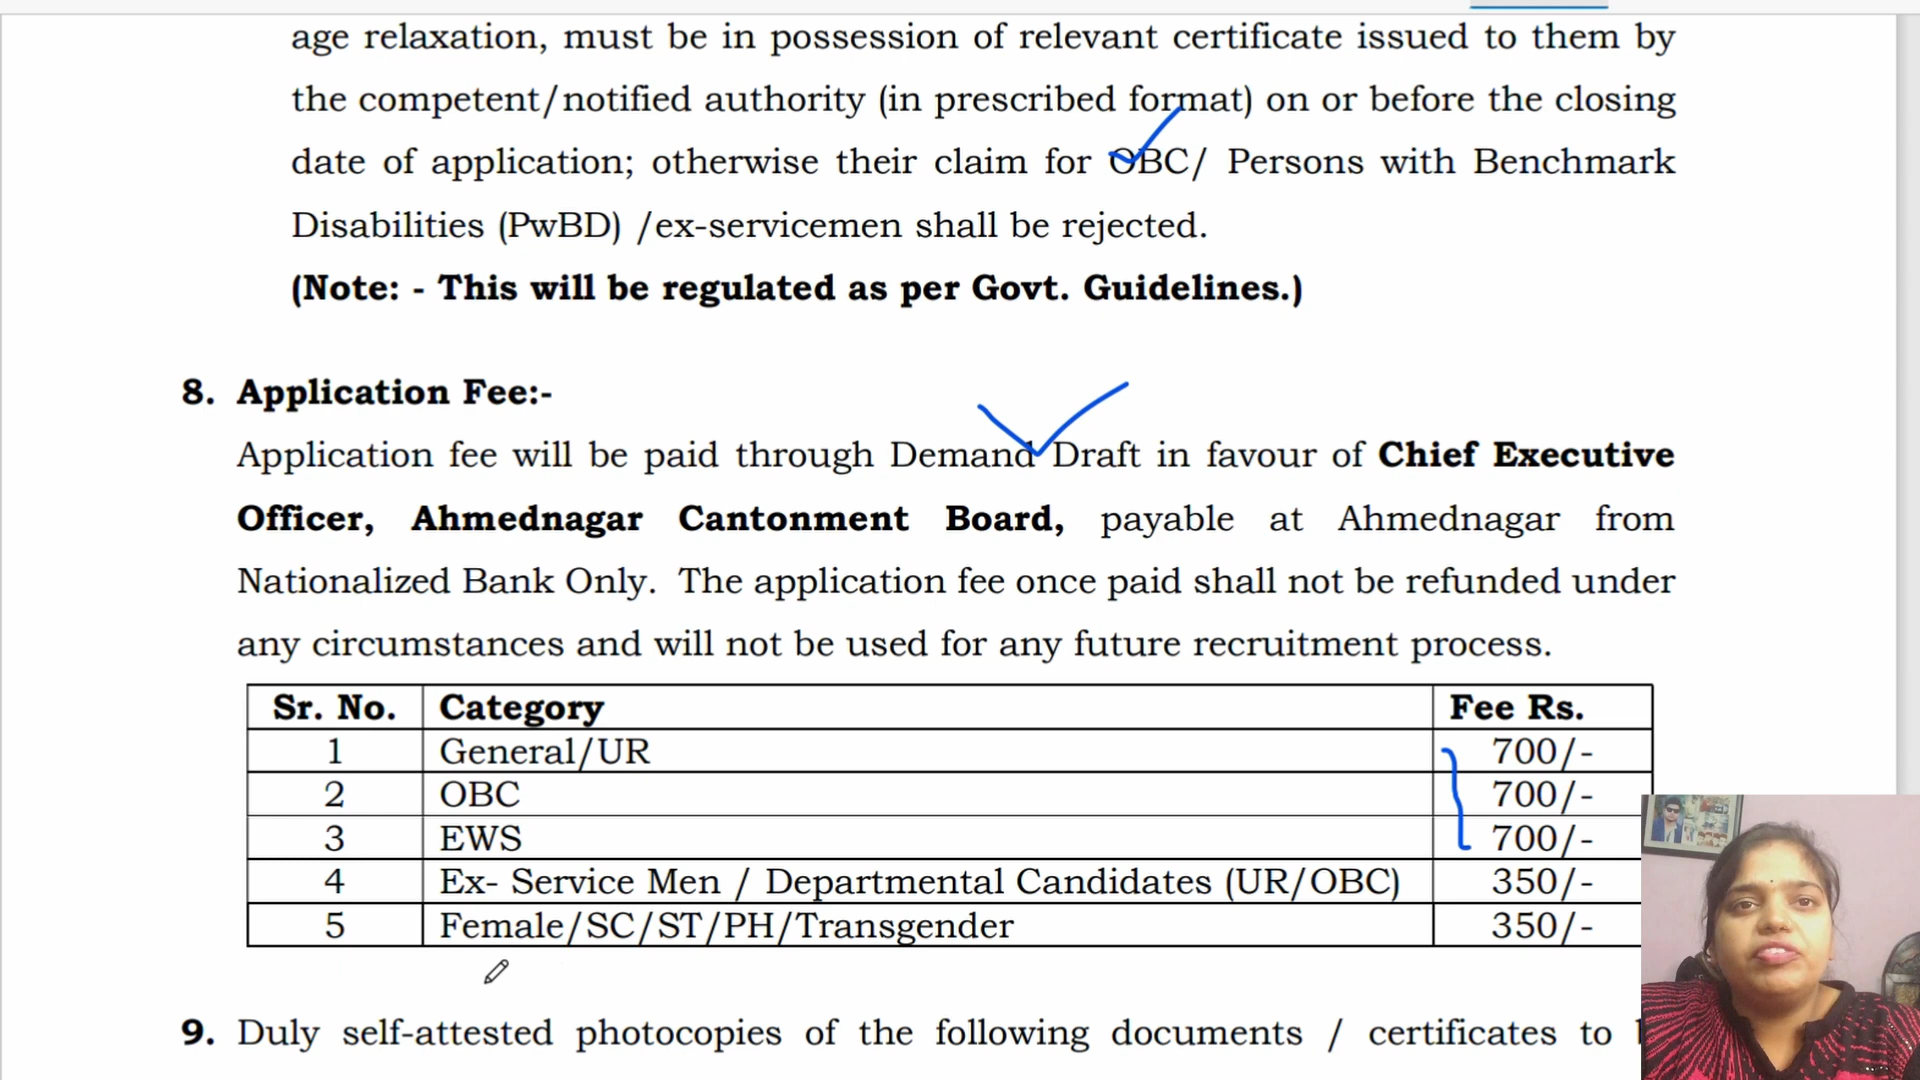 age relaxation, must be in possession of relevant certificate issued to them by
the competent/notified authority (in prescribed format) on or before the closing
date of application; otherwise their claim for OBC/ Persons with Benchmark
Disabilities (PwBD) /ex-servicemen shall be rejected.
(Note: - This will be regulated as per Govt. Guidelines.)
8. Application Fee:-
Application fee will be paid through Demand Draft in favour of Chief Executive
Officer, Ahmednagar Cantonment Board, payable at Ahmednagar from
Nationalized Bank Only. The application fee once paid shall not be refunded under
any circumstances and will not be used for any future recruitment process.
Sr. No. Category Fee Rs.
1 General/UR 700/-
2 OBC 700/-
3 EWS 700/-
4 Ex- Service Men / Departmental Candidates (UR/OBC) 350/-
5 Female/SC/ST/PH/Transgender 350/-
9. Duly self-attested photocopies of the following documents / certificates to